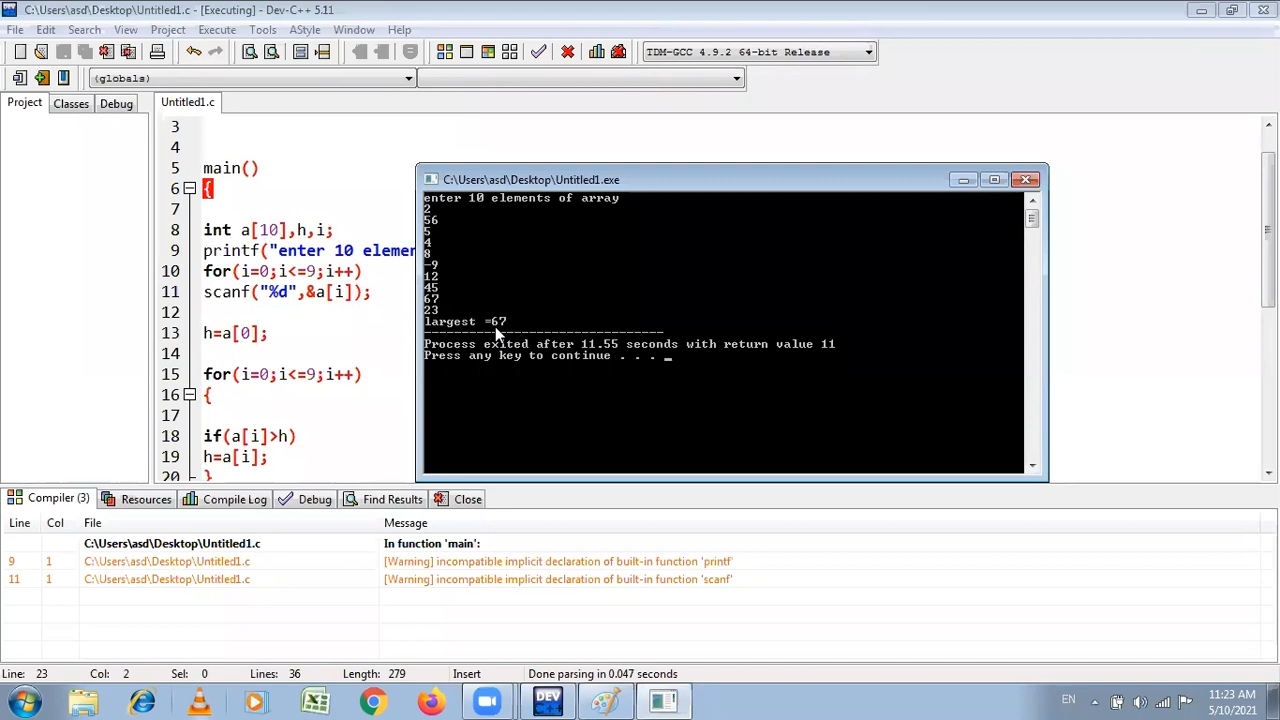 C:\Users\asd\Desktop\Untitled1.c - [Executing] - Dev-C++ 5.11
File Edit Search View Project Execute Tools AStyle Window Help
TDM-GCC 4.9.2 64-bit Release
(globals)
Project Classes Debug
Untitled1.c
3
4
5 main()
6 {
7
8 int a[10],h,i;
9 printf("enter 10 elemen
10 for(i=0;i<=9;i++)
11 scanf("%d",&a[i]);
12
13 h=a[0];
14
15 for(i=0;i<=9;i++)
16 {
17
18 if(a[i]>h)
19 h=a[i];
20 }
C:\Users\asd\Desktop\Untitled1.exe
enter 10 elements of array
2
56
5
4
8
-9
12
45
67
23
largest =67
--------------------------------
Process exited after 11.55 seconds with return value 11
Press any key to continue . . . _
Compiler (3) Resources Compile Log Debug Find Results Close
Line Col File Message
C:\Users\asd\Desktop\Untitled1.c In function 'main':
9 1 C:\Users\asd\Desktop\Untitled1.c [Warning] incompatible implicit declaration of built-in function 'printf'
11 1 C:\Users\asd\Desktop\Untitled1.c [Warning] incompatible implicit declaration of built-in function 'scanf'
Line: 23 Col: 2 Sel: 0 Lines: 36 Length: 279 Insert Done parsing in 0.047 seconds
DEV
EN
11:23 AM
5/10/2021